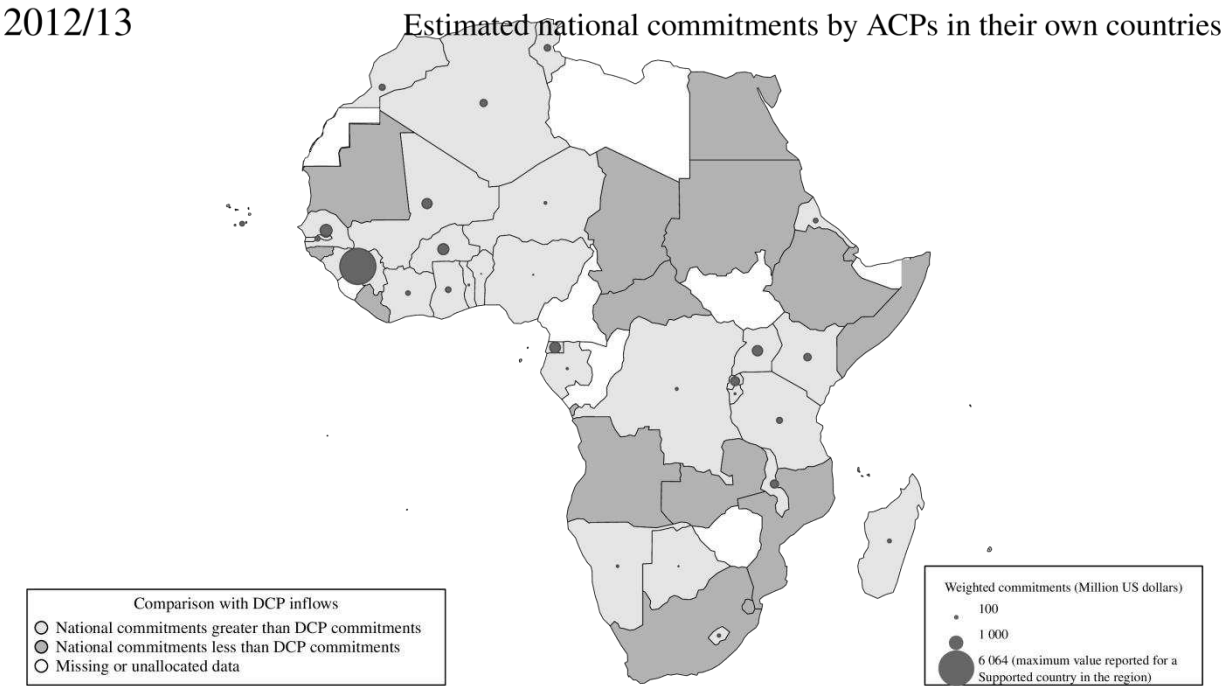 2012/13
Estimated national commitments by ACPs in their own countries
Comparison with DCP inflows
National commitments greater than DCP commitments
National commitments less than DCP commitments
Missing or unallocated data
Weighted commitments (Million US dollars)
100
1 000
6 064 (maximum value reported for a
Supported country in the region)